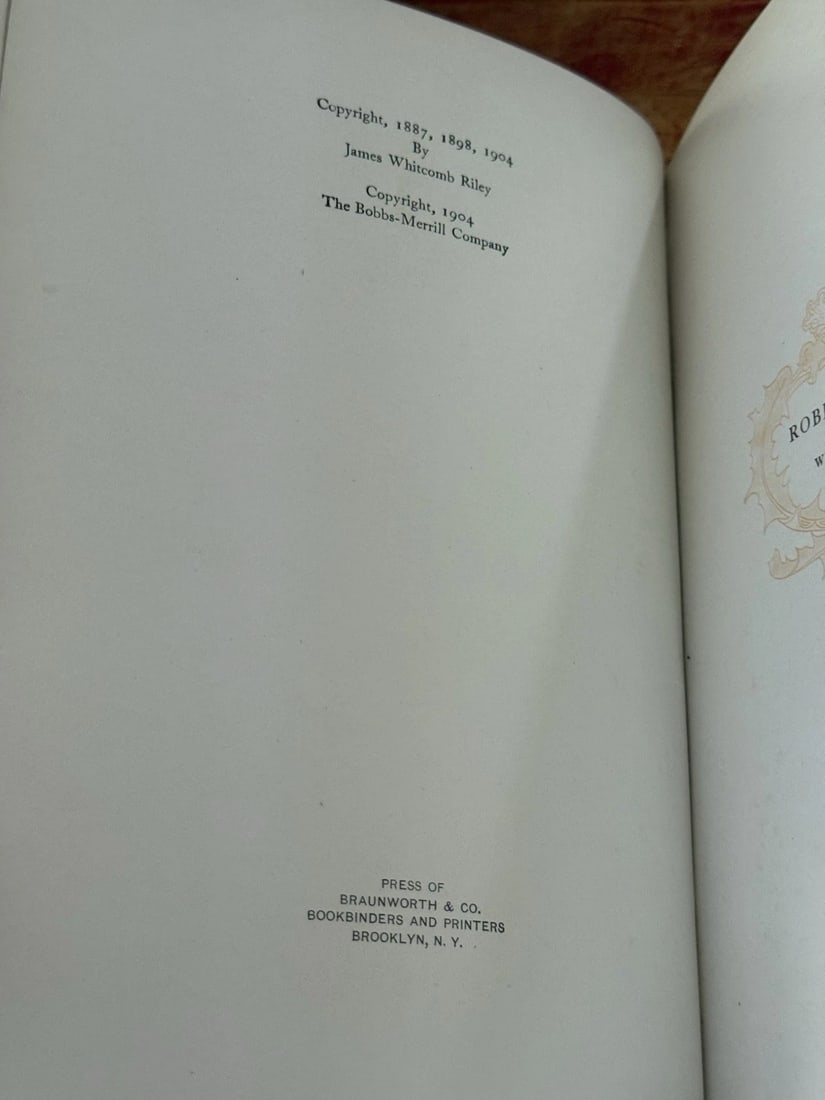 Copyright, 1887, 1898, 1904
By
James Whitcomb Riley
Copyright, 1904
The Bobbs-Merrill Company
PRESS OF
BRAUNWORTH & CO.
BOOKBINDERS AND PRINTERS
BROOKLYN, N. Y.